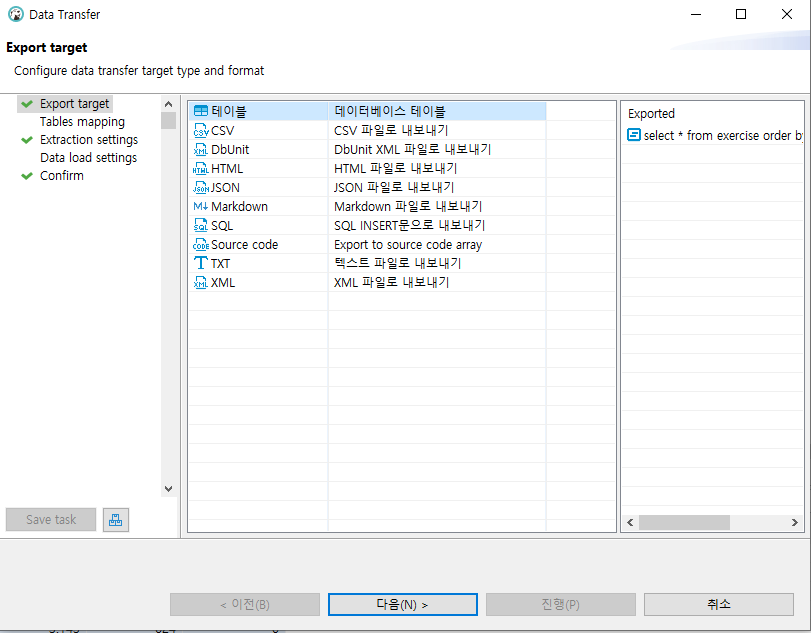 Data Transfer
Export target
Configure data transfer target type and format
Export target
Tables mapping
Extraction settings
Data load settings
Confirm
Save task
테이블 데이터베이스 테이블
CSV CSV 파일로 내보내기
DbUnit DbUnit XML 파일로 내보내기
HTML HTML 파일로 내보내기
JSON JSON 파일로 내보내기
Markdown Markdown 파일로 내보내기
SQL SQL INSERT문으로 내보내기
Source code Export to source code array
TXT 텍스트 파일로 내보내기
XML XML 파일로 내보내기
Exported
select * from exercise order by
< 이전(B)
다음(N) >
진행(P)
취소